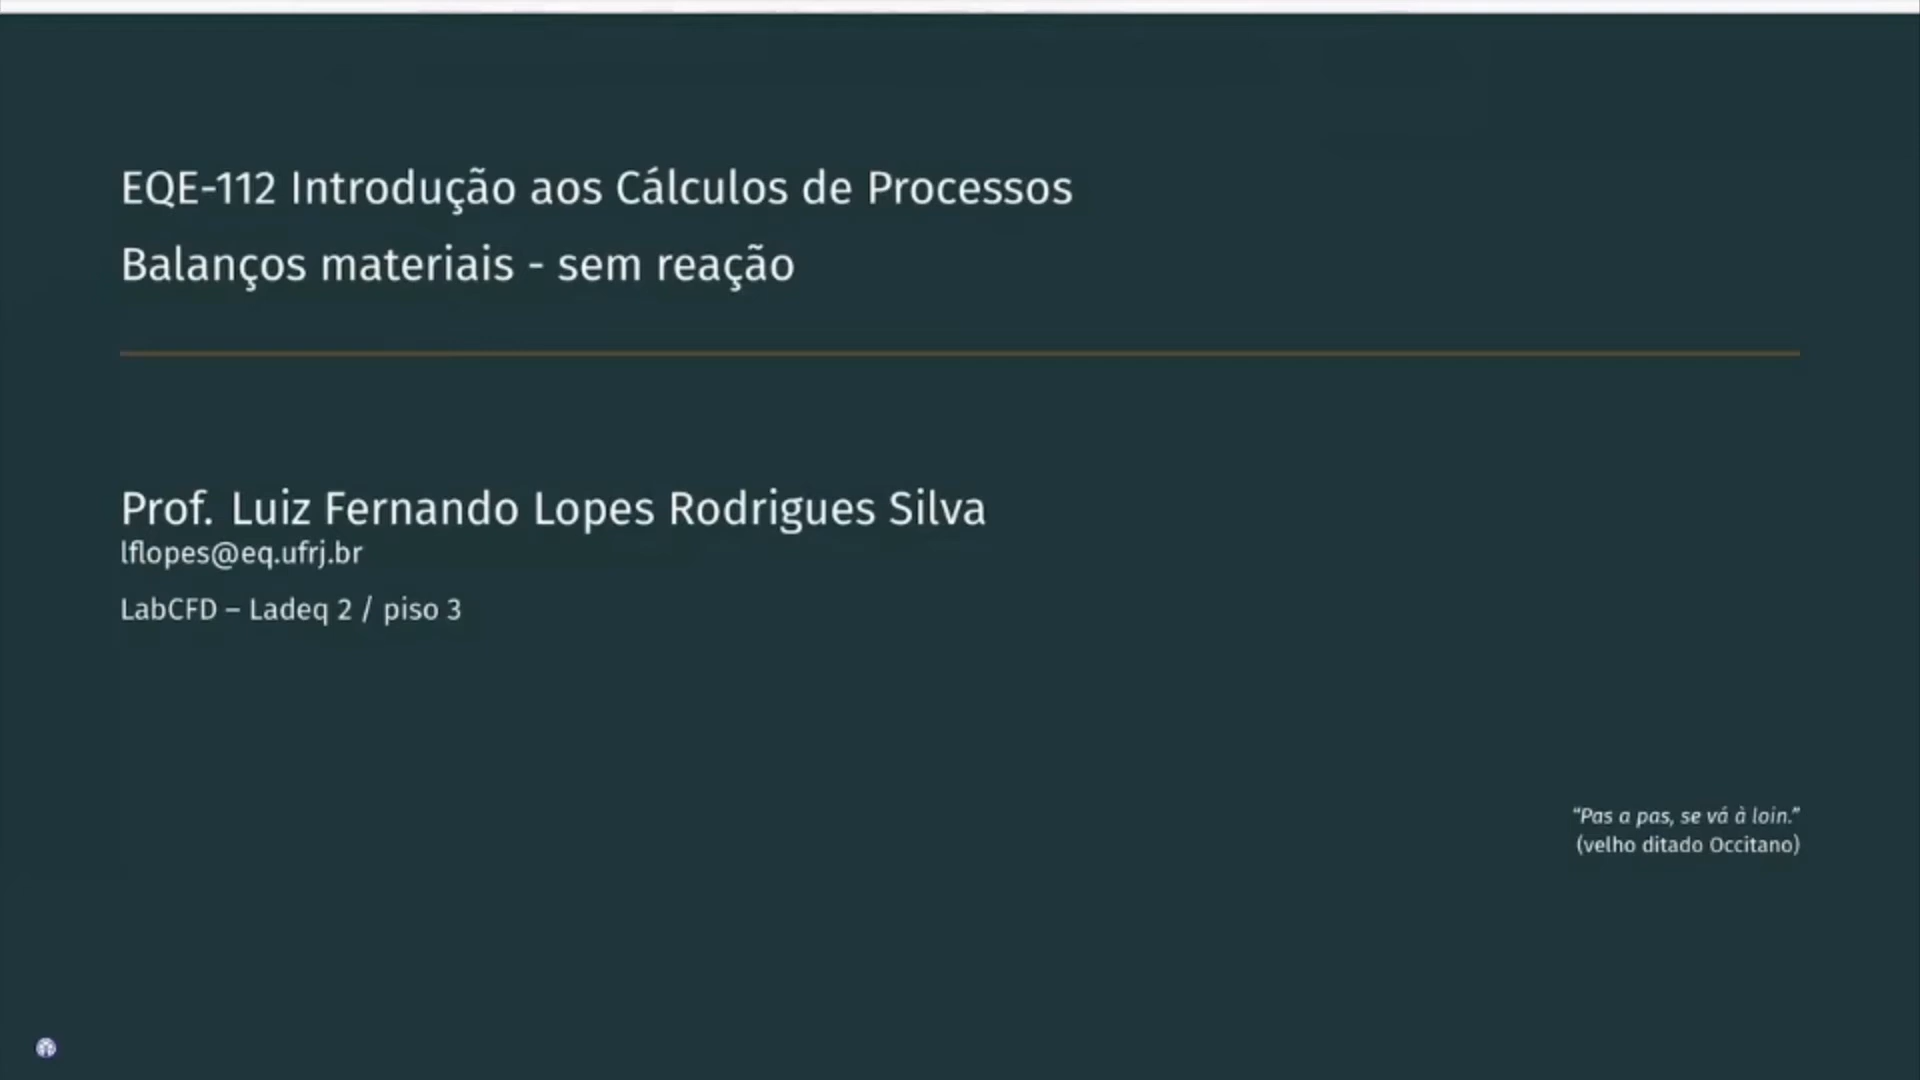 EQE-112 Introdução aos Cálculos de Processos
Balanços materiais - sem reação
Prof. Luiz Fernando Lopes Rodrigues Silva
lflopes@eq.ufrj.br
LabCFD – Ladeq 2 / piso 3
“Pas a pas, se vá à loin.”
(velho ditado Occitano)